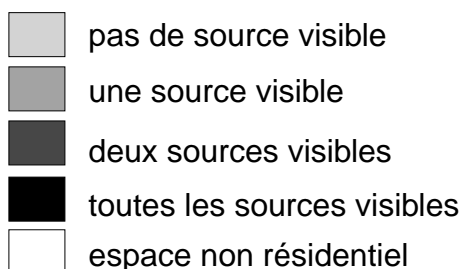 pas de source visible
une source visible
deux sources visibles
toutes les sources visibles
espace non résidentiel